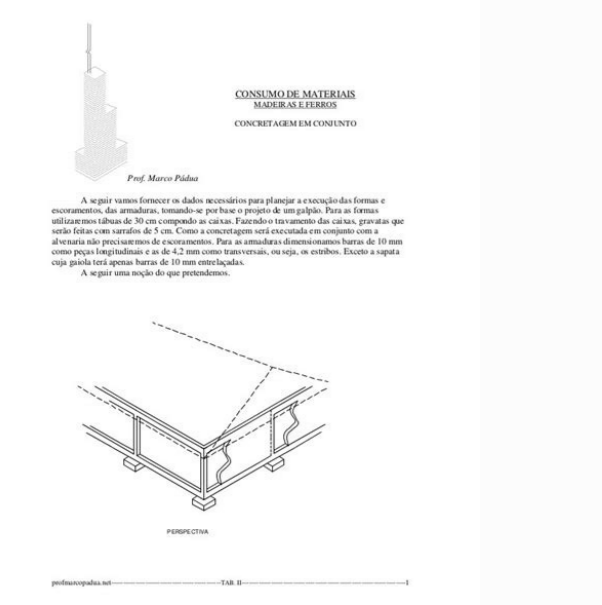 CONSUMO DE MATERIAIS
MADEIRAS E FERROS
CONCRETAGEM EM CONJUNTO
Prof. Marco Pádua
A seguir vamos fornecer os dados necessários para planejar a execução das formas e
escoramentos, das armaduras, tomando-se por base o projeto de um galpão. Para as formas
utilizaremos tábuas de 30 cm compondo as caixas. Fazendo o travamento das caixas, gravatas que
serão feitas com sarrafos de 5 cm. Como a concretagem será executada em conjunto com a
alvenaria não precisaremos de escoramentos. Para as armaduras dimensionamos barras de 10 mm
como peças longitudinais e as de 4,2 mm como transversais, ou seja, os estribos. Exceto a sapata
cuja gaiola terá apenas barras de 10 mm entrelaçadas.
A seguir uma noção do que pretendemos.
PERSPECTIVA
profmarcopadua.net----------------------------------------TAB. II------------------------------------------------------------1